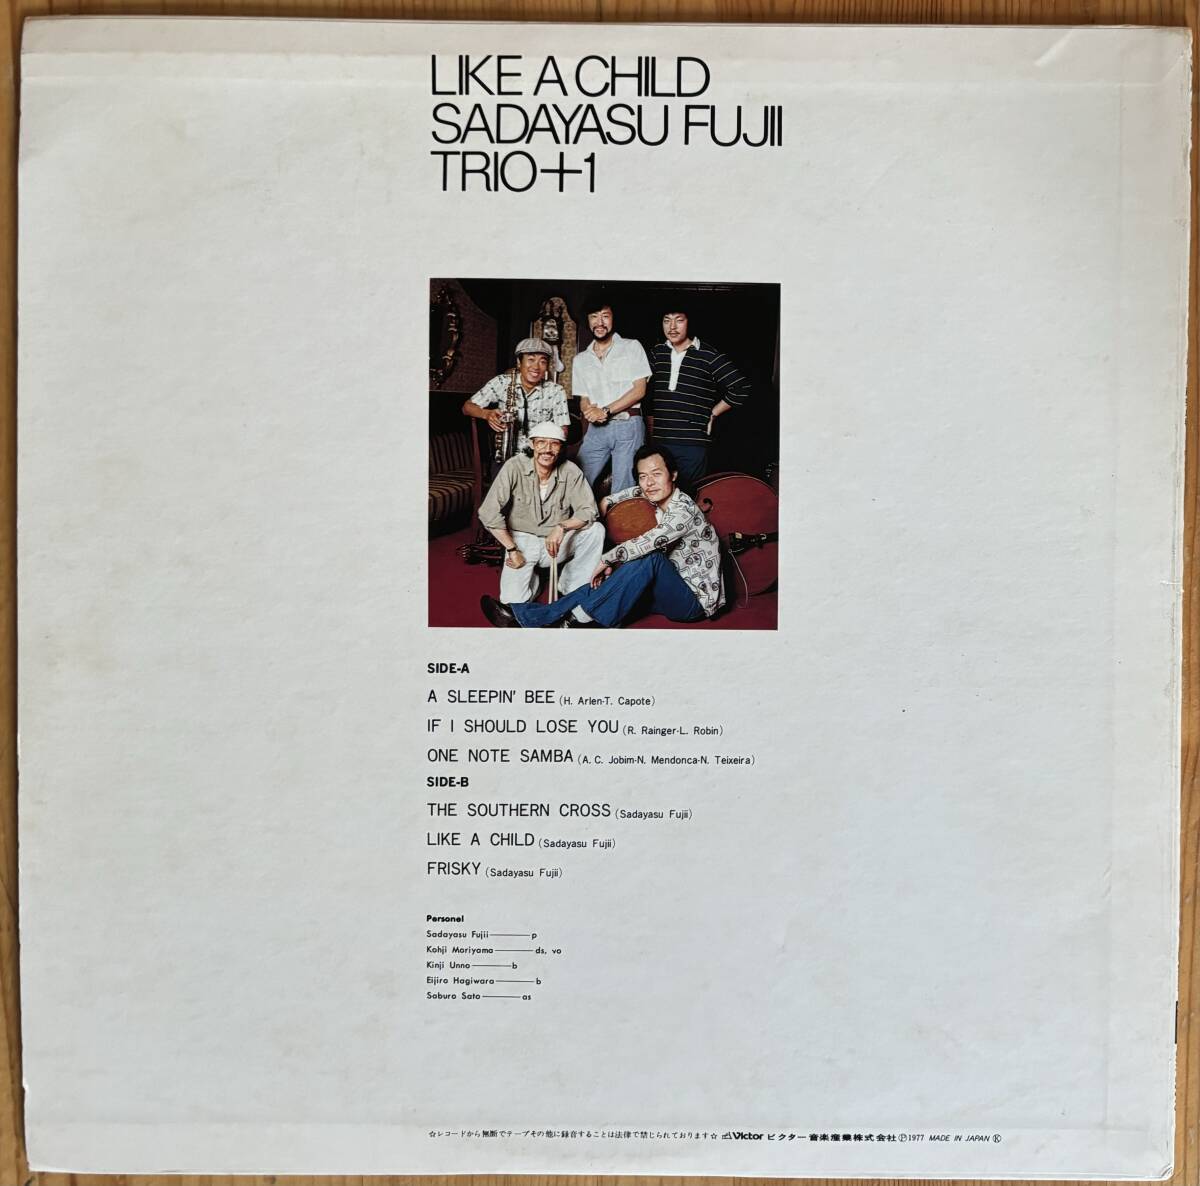 LIKE A CHILD
SADAYASU FUJII
TRIO+1
SIDE-A
A SLEEPIN' BEE (H. Arlen-T. Capote)
IF I SHOULD LOSE YOU (R. Rainger-L. Robin)
ONE NOTE SAMBA (A. C. Jobim-N. Mendonca-N. Teixeira)
SIDE-B
THE SOUTHERN CROSS (Sadayasu Fujii)
LIKE A CHILD (Sadayasu Fujii)
FRISKY (Sadayasu Fujii)
Personel
Sadayasu Fujii———p
Kohji Moriyama———ds, vo
Kinji Unno———b
Eijiro Hagiwara———b
Saburo Sato———as
☆レコードから無断でテープその他に録音することは法律で禁じられております☆ Victor ビクター音楽産業株式会社 Ⓟ1977 MADE IN JAPAN Ⓚ